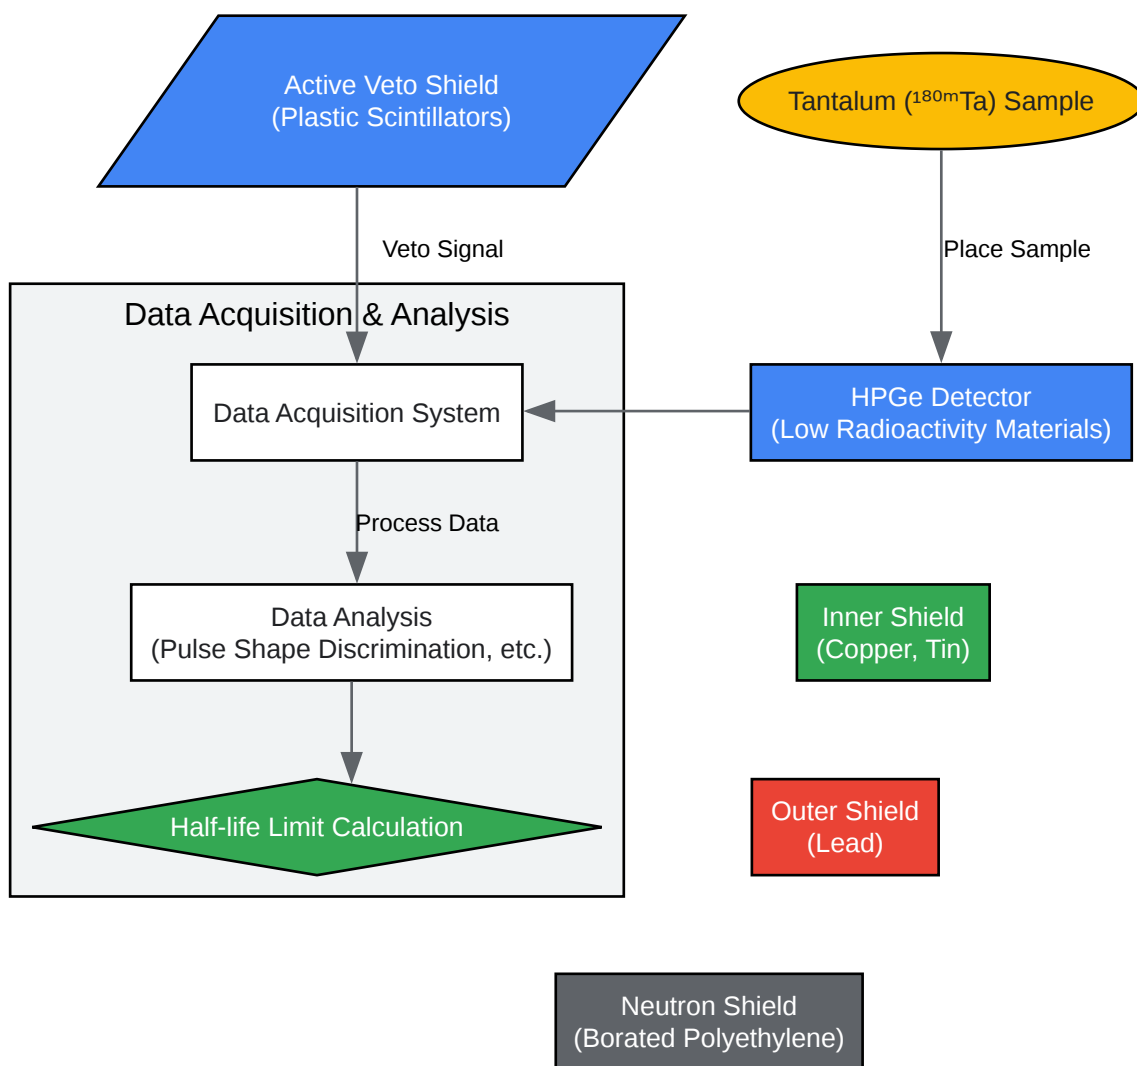 Active Veto Shield
(Plastic Scintillators)
Tantalum (¹⁸⁰ᵐTa) Sample
Veto Signal
Place Sample
Data Acquisition & Analysis
Data Acquisition System
HPGe Detector
(Low Radioactivity Materials)
Process Data
Data Analysis
(Pulse Shape Discrimination, etc.)
Inner Shield
(Copper, Tin)
Half-life Limit Calculation
Outer Shield
(Lead)
Neutron Shield
(Borated Polyethylene)